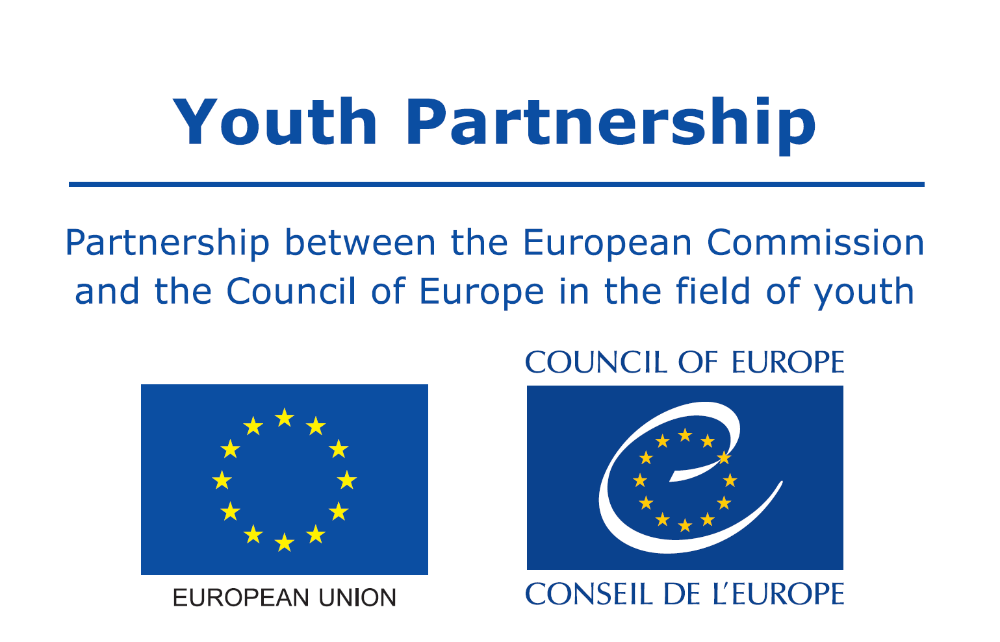 Youth Partnership
Partnership between the European Commission
and the Council of Europe in the field of youth
COUNCIL OF EUROPE
EUROPEAN UNION
CONSEIL DE L'EUROPE